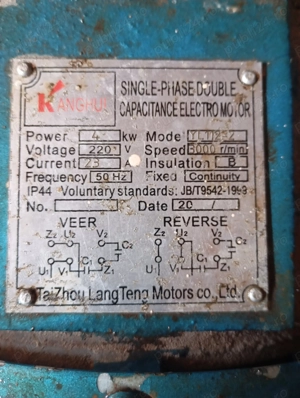 KANGHUI
SINGLE-PHASE DOUBLE
CAPACITANCE ELECTRO MOTOR
Power 4 kw Mode
Voltage 220 V Speed 3000 r/min
Current 23 Insulation B
Frequency 50 Hz Fixed Continuity
IP44 Voluntary standards: JB/T9542-1999
No. Date 20 /
VEER REVERSE
Z2 V2 Z2 U2 V2
C2 C2
C1 C1
U1 V1 Z1 U1 V1 Z1
TaiZhou LangTeng Motors co., Ltd.